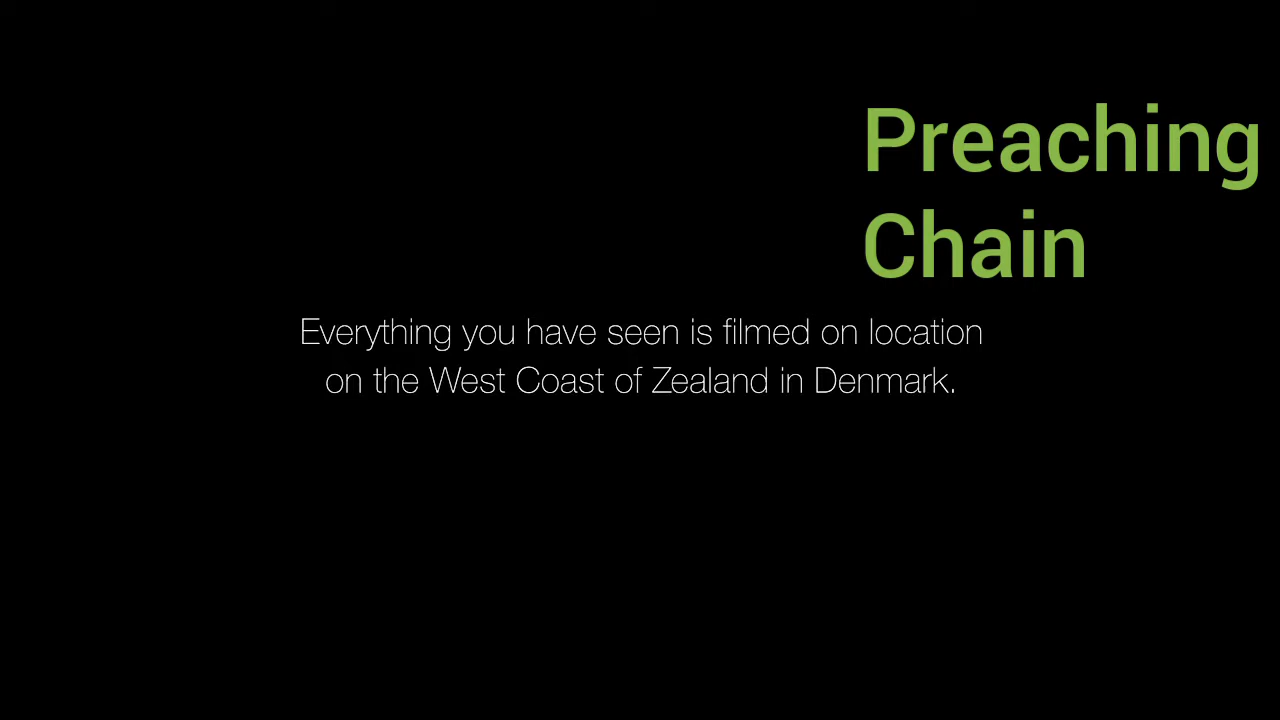 Preaching
Chain
Everything you have seen is filmed on location
on the West Coast of Zealand in Denmark.